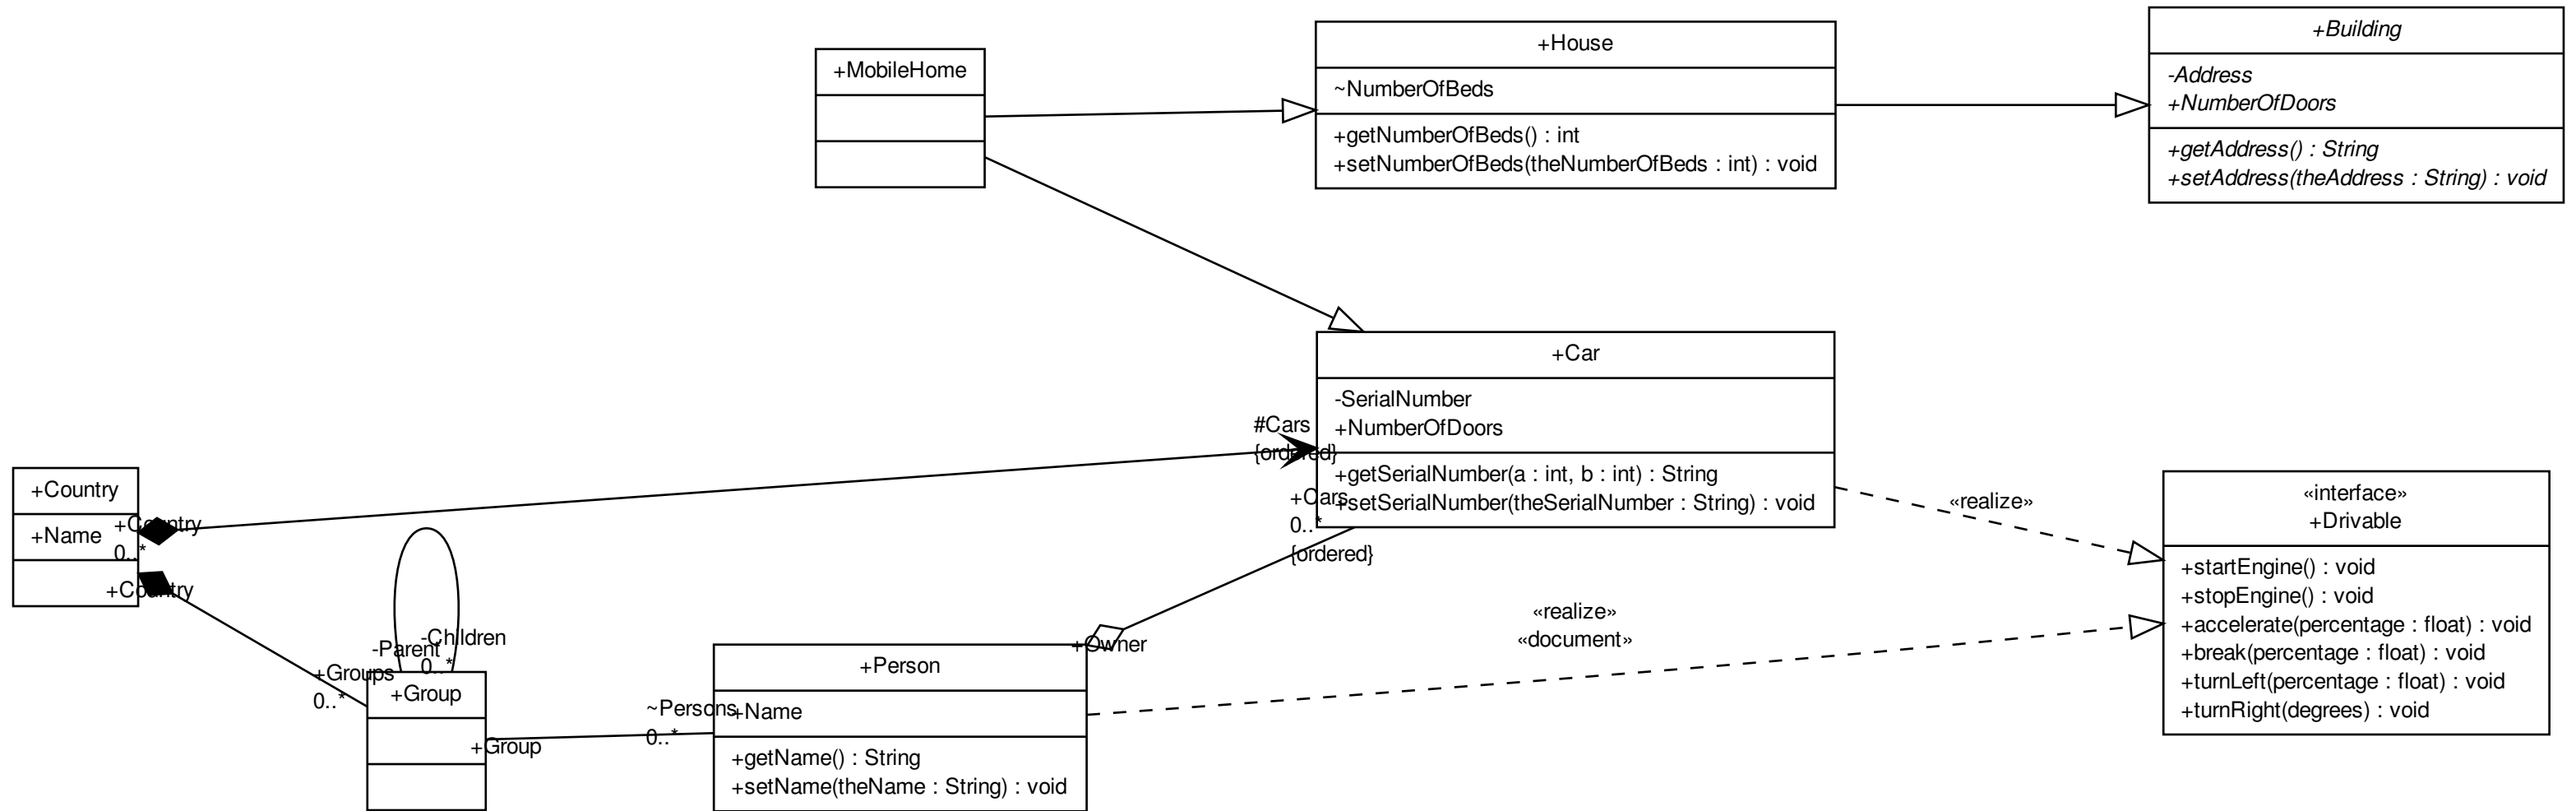 +MobileHome
+House
~NumberOfBeds
+getNumberOfBeds() : int
+setNumberOfBeds(theNumberOfBeds : int) : void
+Building
-Address
+NumberOfDoors
+getAddress() : String
+setAddress(theAddress : String) : void
+Car
-SerialNumber
+NumberOfDoors
+getSerialNumber(a : int, b : int) : String
+setSerialNumber(theSerialNumber : String) : void
#Cars
{ordered}
+Cars
0..*
{ordered}
+Country
+Name
+Country
0..*
+Country
«realize»
«interface»
+Drivable
+startEngine() : void
+stopEngine() : void
+accelerate(percentage : float) : void
+break(percentage : float) : void
+turnLeft(percentage : float) : void
+turnRight(degrees) : void
«realize»
«document»
-Parent
-Children
0..*
+Groups
0..*
+Group
+Group
~Persons
0..*
+Owner
+Person
+Name
+getName() : String
+setName(theName : String) : void